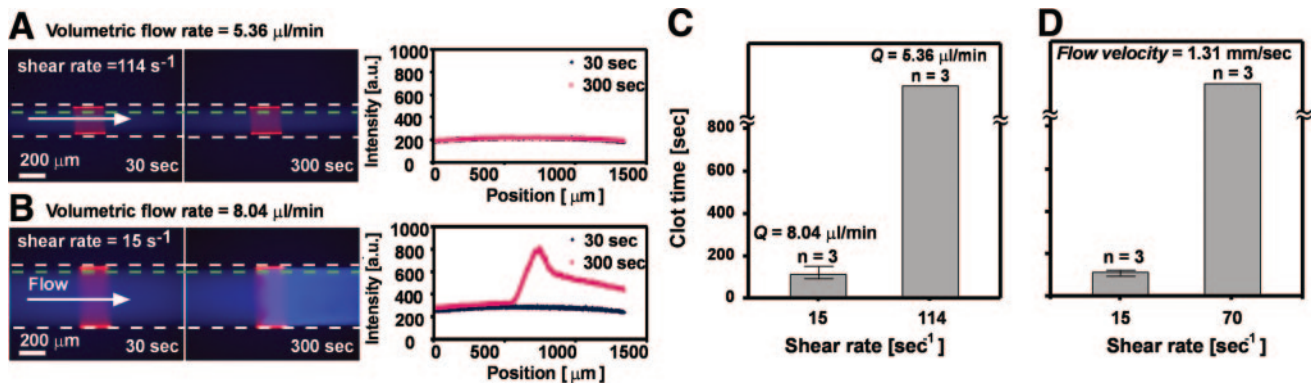 A Volumetric flow rate = 5.36 µl/min
shear rate =114 s-1
200 µm
30 sec
300 sec
Intensity [a.u.]
1000
800
600
400
200
0
30 sec
300 sec
0 500 1000 1500
Position [ µm]
B Volumetric flow rate = 8.04 µl/min
shear rate = 15 s-1
Flow
200 µm
30 sec
300 sec
Intensity [a.u.]
1000
800
600
400
200
0
30 sec
300 sec
0 500 1000 1500
Position [ µm]
C
Q = 5.36 µl/min
n = 3
Clot time [sec]
800
600
400
200
0
Q = 8.04 µl/min
n = 3
15 114
Shear rate [sec-1]
D
Flow velocity = 1.31 mm/sec
n = 3
n = 3
15 70
Shear rate [sec-1]